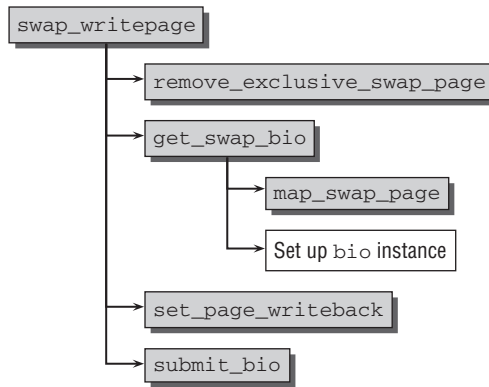 swap_writepage
remove_exclusive_swap_page
get_swap_bio
map_swap_page
Set up bio instance
set_page_writeback
submit_bio